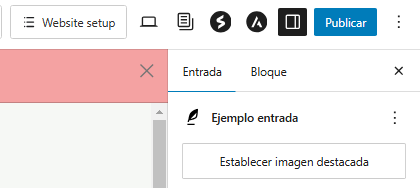 Website setup
Publicar
Entrada
Bloque
Ejemplo entrada
Establecer imagen destacada